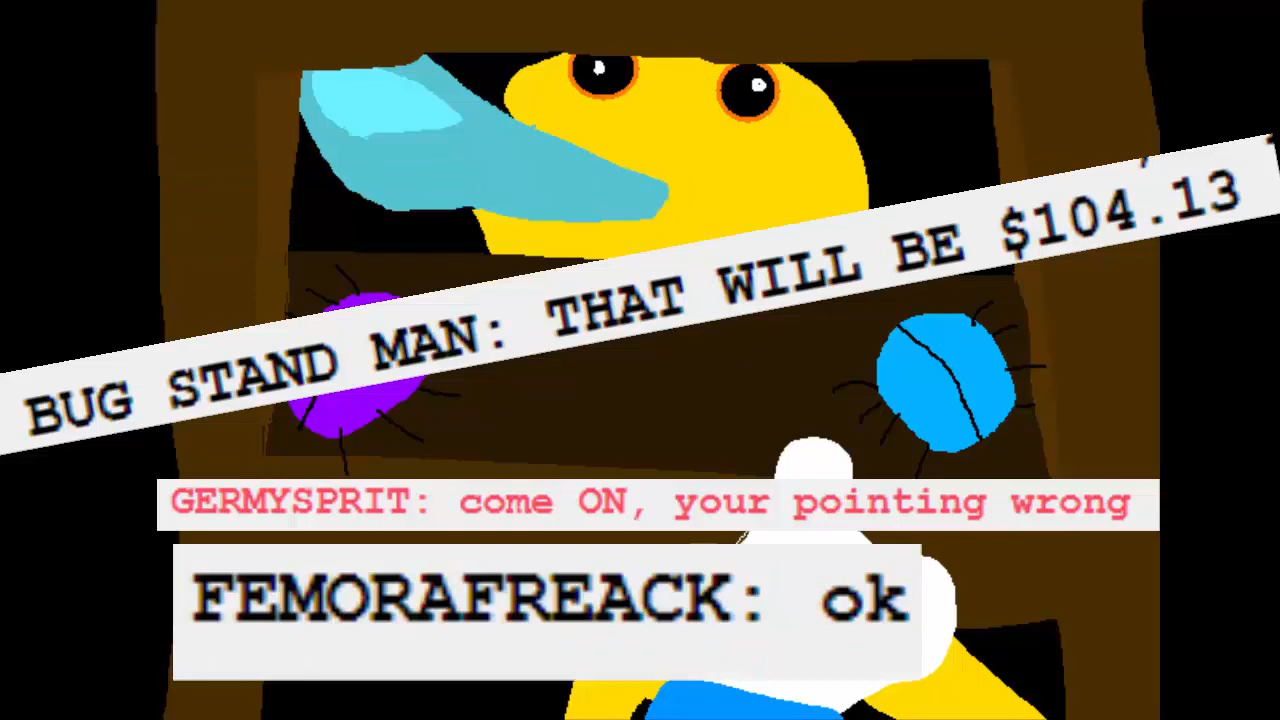 BUG STAND MAN: THAT WILL BE $104.13
GERMYSPRIT: come ON, your pointing wrong
FEMORAFREACK: ok